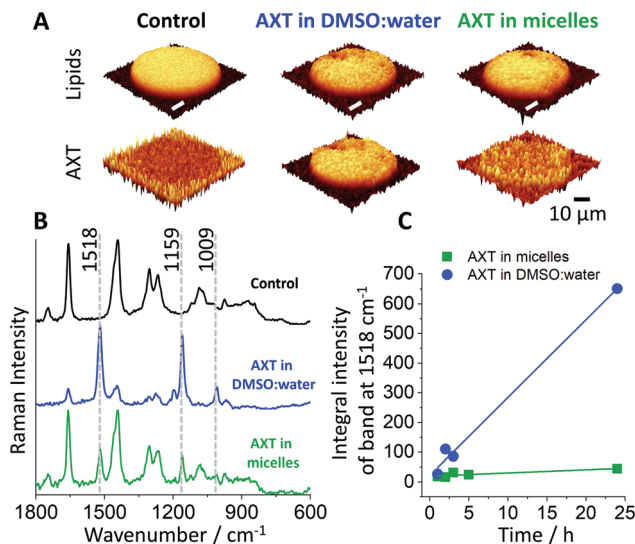 A
Control
AXT in DMSO:water
AXT in micelles
Lipids
AXT
10 µm
B
1518
1159
1009
Control
AXT in
DMSO:water
AXT in
micelles
Raman Intensity
1800 1500 1200 900 600
Wavenumber / cm⁻¹
C
AXT in micelles
AXT in DMSO:water
700
600
500
400
300
200
100
50
0
Integral intensity
of band at 1518 cm⁻¹
0 5 10 15 20 25
Time / h